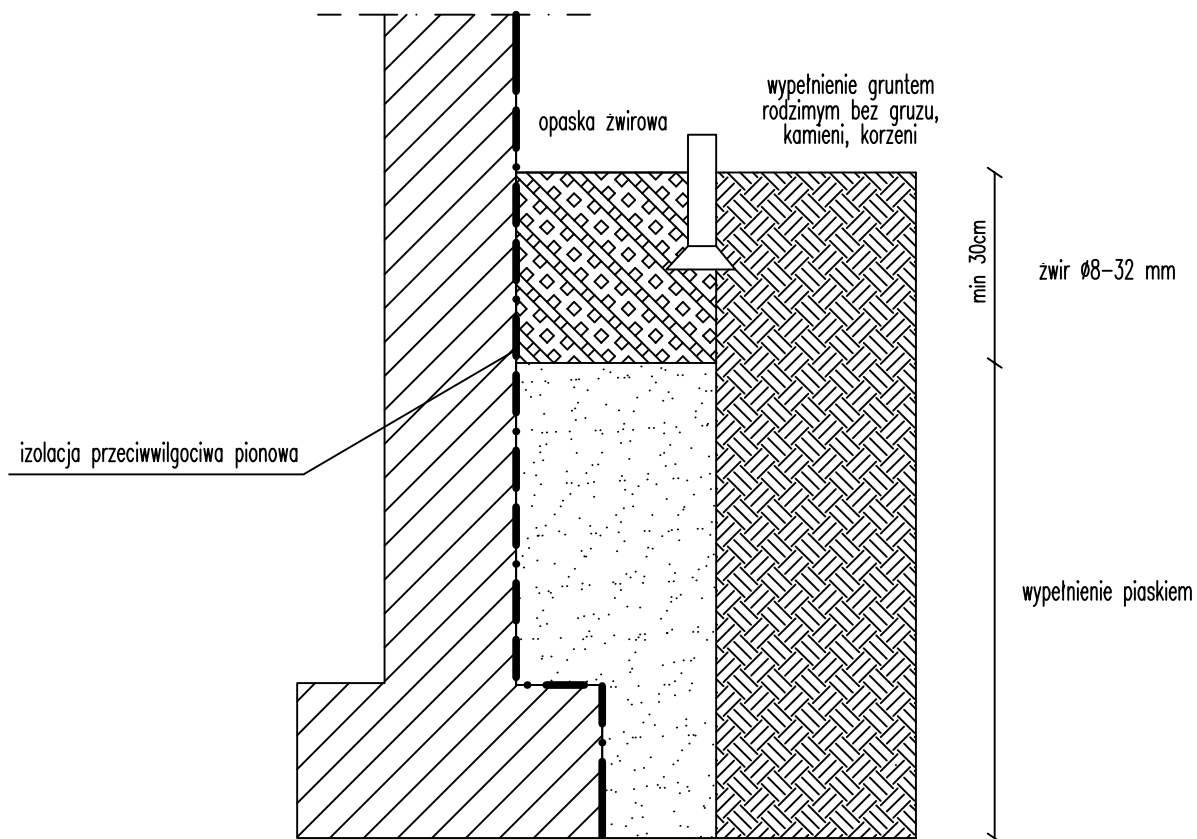 wypełnienie gruntem
rodzimym bez gruzu,
kamieni, korzeni
opaska żwirowa
min 30cm
żwir Ø8–32 mm
izolacja przeciwwilgociwa pionowa
wypełnienie piaskiem